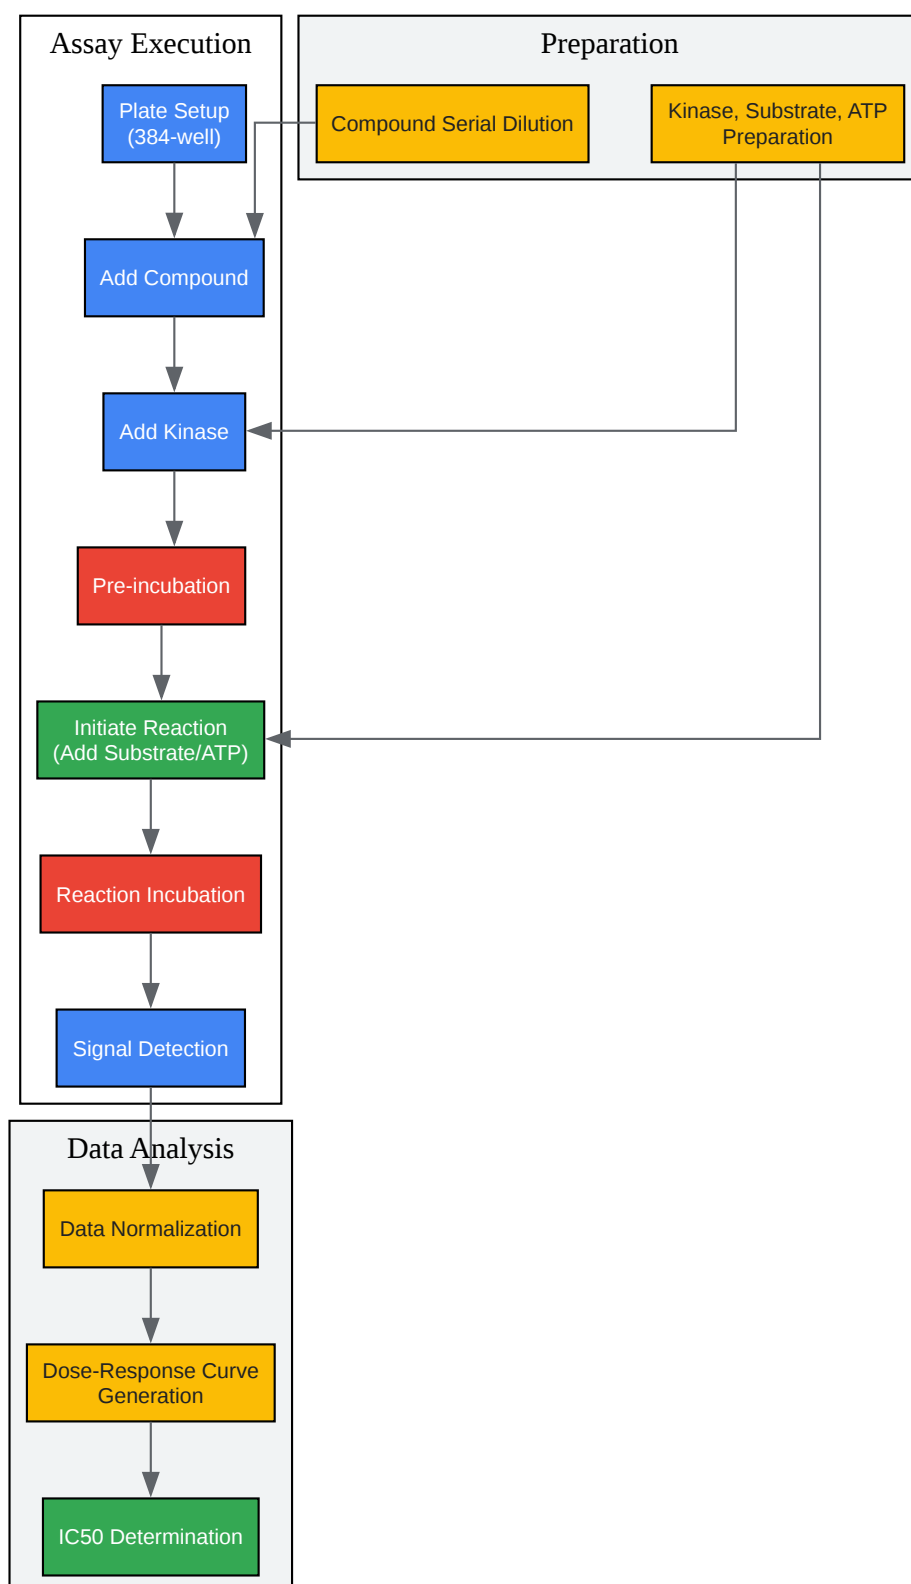 Assay Execution
Preparation
Plate Setup
(384-well)
Compound Serial Dilution
Kinase, Substrate, ATP
Preparation
Add Compound
Add Kinase
Pre-incubation
Initiate Reaction
(Add Substrate/ATP)
Reaction Incubation
Signal Detection
Data Analysis
Data Normalization
Dose-Response Curve
Generation
IC50 Determination